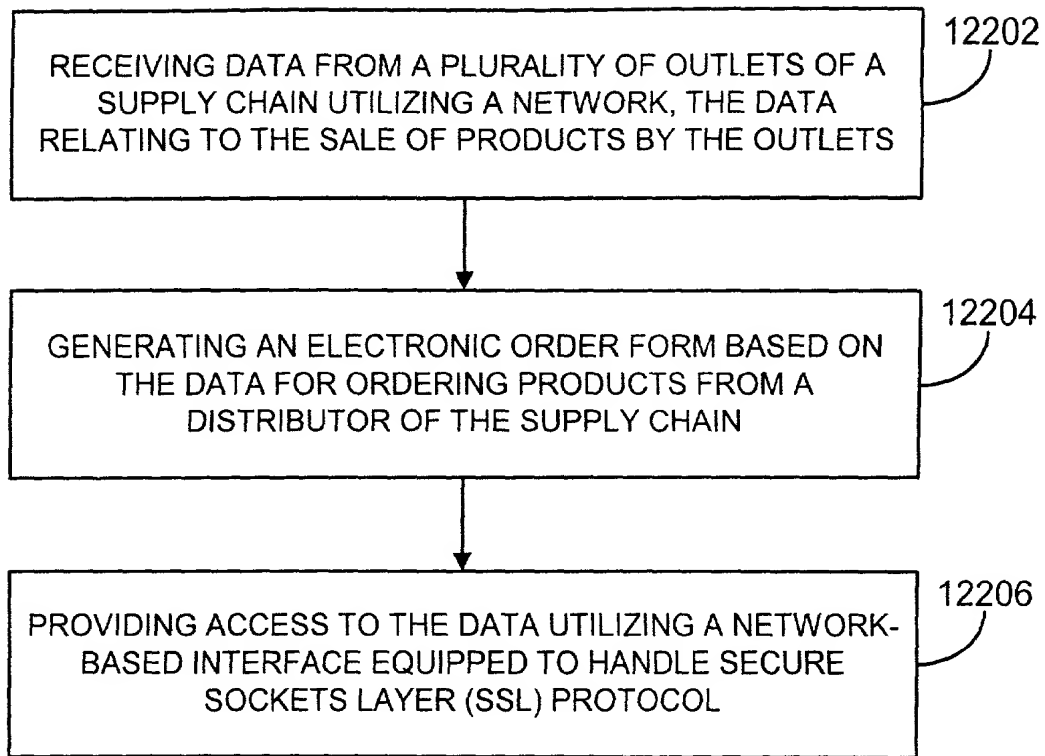 12202
RECEIVING DATA FROM A PLURALITY OF OUTLETS OF A
SUPPLY CHAIN UTILIZING A NETWORK, THE DATA
RELATING TO THE SALE OF PRODUCTS BY THE OUTLETS
12204
GENERATING AN ELECTRONIC ORDER FORM BASED ON
THE DATA FOR ORDERING PRODUCTS FROM A
DISTRIBUTOR OF THE SUPPLY CHAIN
12206
PROVIDING ACCESS TO THE DATA UTILIZING A NETWORK-
BASED INTERFACE EQUIPPED TO HANDLE SECURE
SOCKETS LAYER (SSL) PROTOCOL